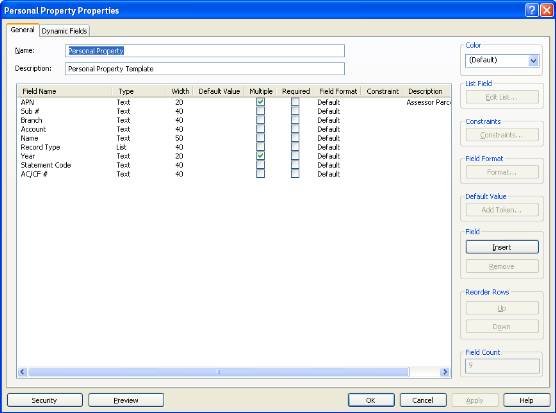 Personal Property Properties
General Dynamic Fields
Name: Personal Property
Description: Personal Property Template
Field Name Type Width Default Value Multiple Required Field Format Constraint Description
APN Text 20 Default Assessor Parc
Sub # Text 40 Default
Branch Text 40 Default
Account Text 40 Default
Name Text 50 Default
Record Type List 40 Default
Year Text 20 Default
Statement Code Text 40 Default
ACJCF # Text 40 Default
Color
(Default)
List Field
Edit List...
Constraints
Constraints...
Field Format
Format...
Default Value
Add Token...
Field
Insert
Remove
Reorder Rows
Up
Down
Field Count
9
Security Preview OK Cancel Apply Help